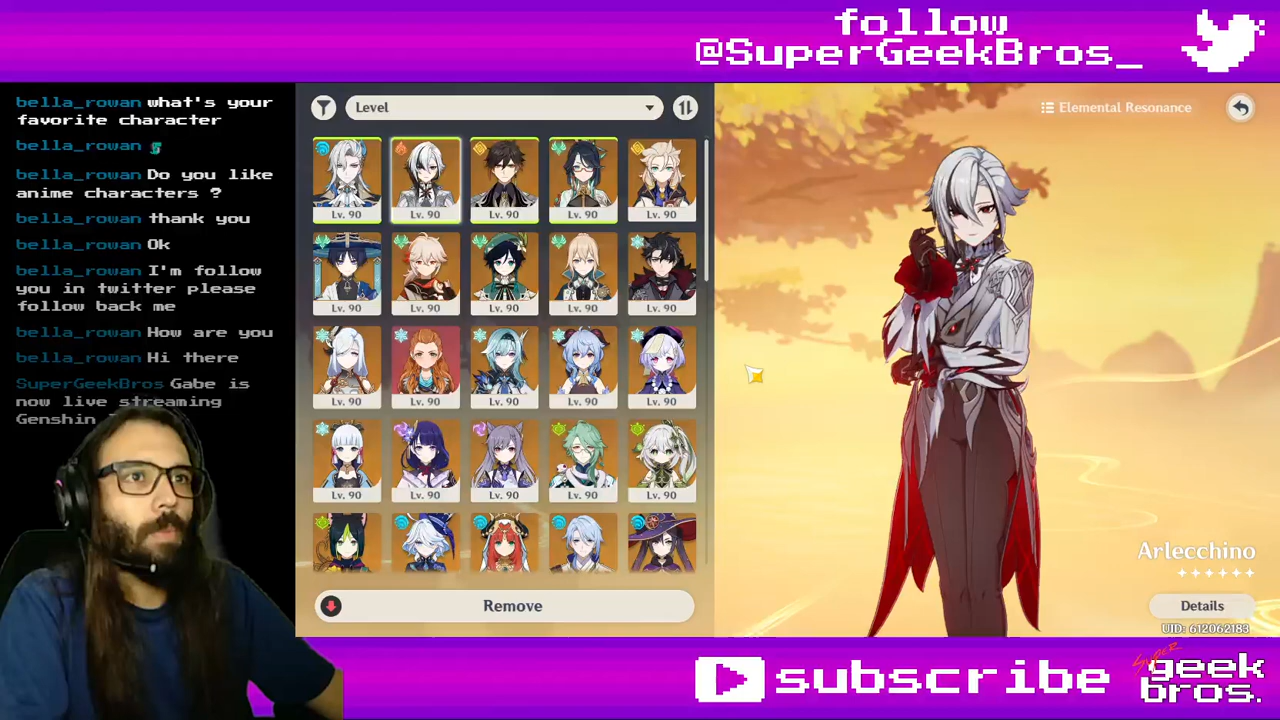 follow
@SuperGeekBros_
bella_rowan what's your
favorite character
bella_rowan
bella_rowan Do you like
anime characters ?
bella_rowan thank you
bella_rowan Ok
bella_rowan I'm follow
you in twitter please
follow back me
bella_rowan How are you
bella_rowan Hi there
SuperGeekBros Gabe is
now live streaming
Genshin
Level
Elemental Resonance
Lv. 90 Lv. 90 Lv. 90 Lv. 90 Lv. 90
Lv. 90 Lv. 90 Lv. 90 Lv. 90 Lv. 90
Lv. 90 Lv. 90 Lv. 90 Lv. 90 Lv. 90
Lv. 90 Lv. 90 Lv. 90 Lv. 90 Lv. 90
Remove
Arlecchino
Details
UID: 612062183
subscribe
SUPER
geek
bros.